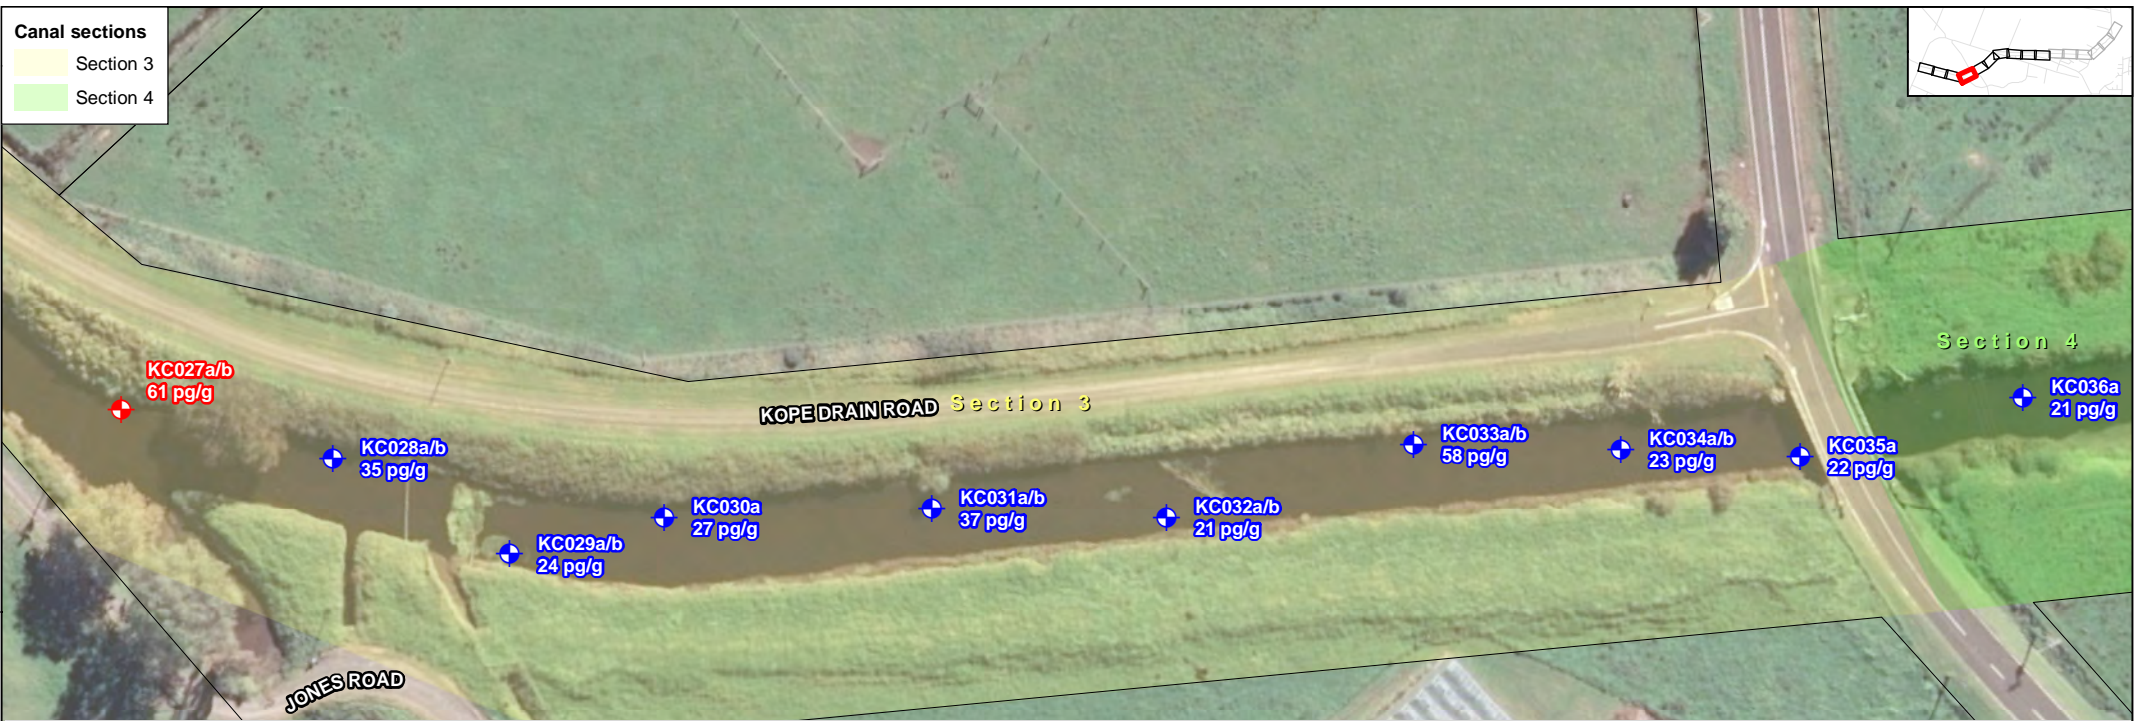 Canal sections
Section 3
Section 4
KC027a/b
61 pg/g
KC028a/b
35 pg/g
KC029a/b
24 pg/g
KC030a
27 pg/g
KC031a/b
37 pg/g
KC032a/b
21 pg/g
KC033a/b
58 pg/g
KC034a/b
23 pg/g
KC035a
22 pg/g
KC036a
21 pg/g
KOPE DRAIN ROAD
Section 3
Section 4
JONES ROAD